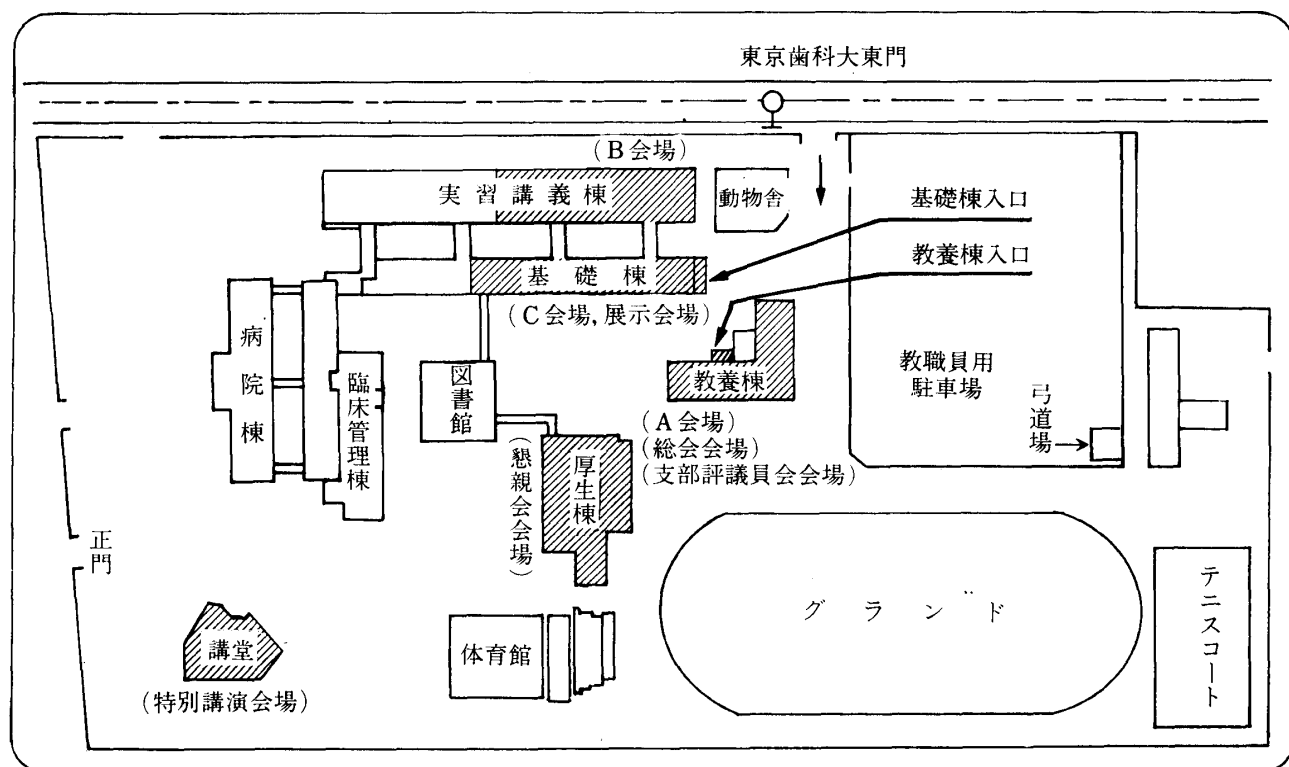 東京歯科大東門
(B会場)
実習講義棟
動物舎
基礎棟入口
教養棟入口
基礎棟
(C会場,展示会場)
病院棟
臨床管理棟
図書館
教養棟
教職員用
駐車場
弓道場
(A会場)
(総会会場)
(支部評議員会会場)
厚生棟
(懇親会会場)
正門
グランド
テニスコート
講堂
(特別講演会場)
体育館